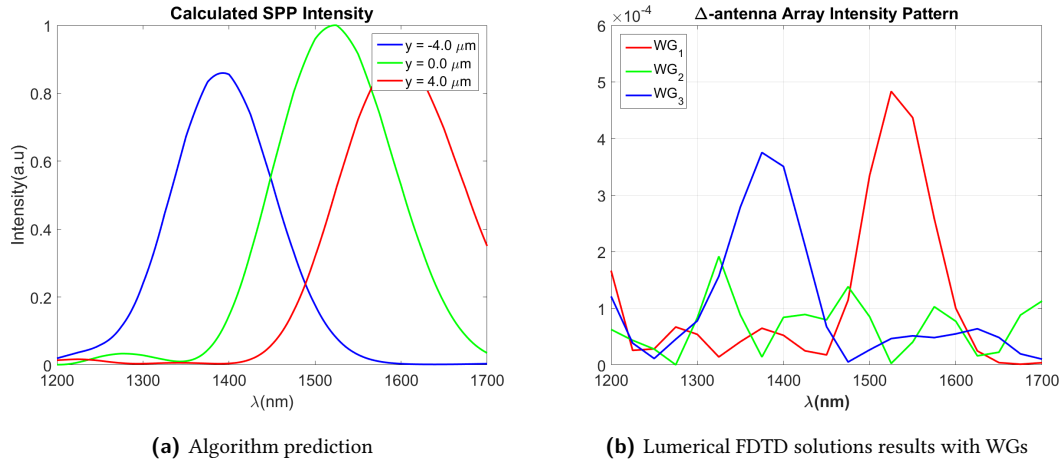 Calculated SPP Intensity
y = -4.0 μm
y = 0.0 μm
y = 4.0 μm
Intensity(a.u)
1
0.8
0.6
0.4
0.2
0
1200 1300 1400 1500 1600 1700
λ(nm)
(a) Algorithm prediction
Δ-antenna Array Intensity Pattern
×10⁻⁴
WG₁
WG₂
WG₃
6
5
4
3
2
1
0
1200 1300 1400 1500 1600 1700
λ(nm)
(b) Lumerical FDTD solutions results with WGs